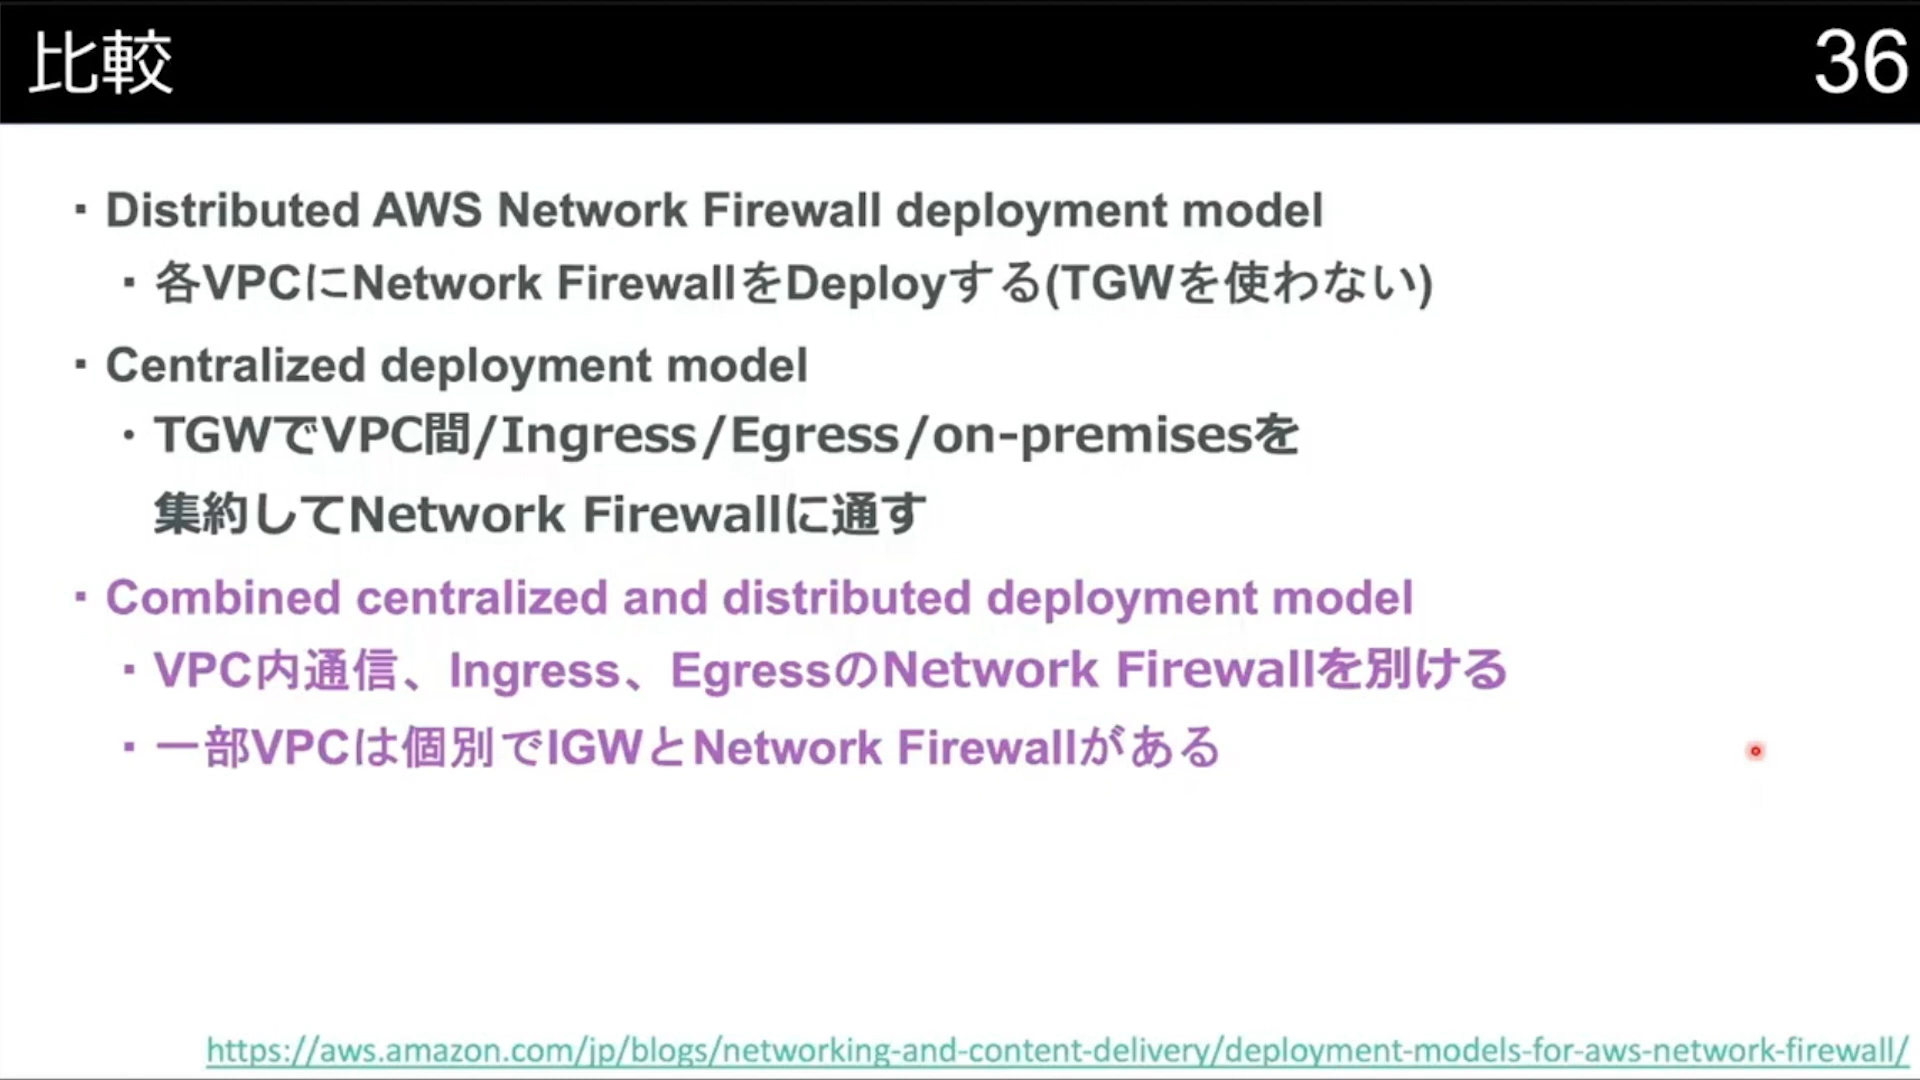 比較
36
・Distributed AWS Network Firewall deployment model
・各VPCにNetwork FirewallをDeployする(TGWを使わない)
・Centralized deployment model
・TGWでVPC間/Ingress/Egress/on-premisesを
集約してNetwork Firewallに通す
・Combined centralized and distributed deployment model
・VPC内通信、Ingress、EgressのNetwork Firewallを別ける
・一部VPCは個別でIGWとNetwork Firewallがある
https://aws.amazon.com/jp/blogs/networking-and-content-delivery/deployment-models-for-aws-network-firewall/